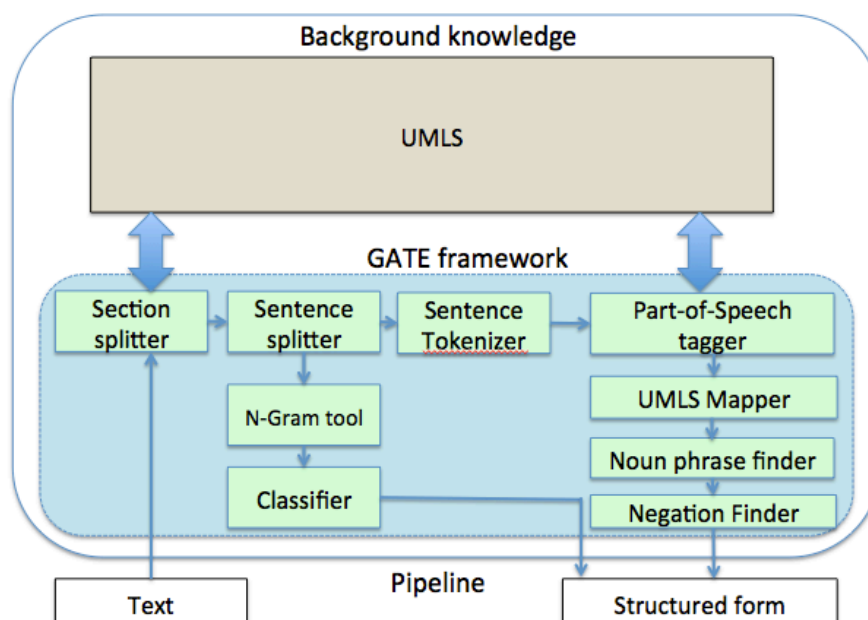 Background knowledge
UMLS
GATE framework
Section
splitter
Sentence
splitter
Sentence
Tokenizer
Part-of-Speech
tagger
N-Gram tool
UMLS Mapper
Classifier
Noun phrase finder
Negation Finder
Pipeline
Text
Structured form